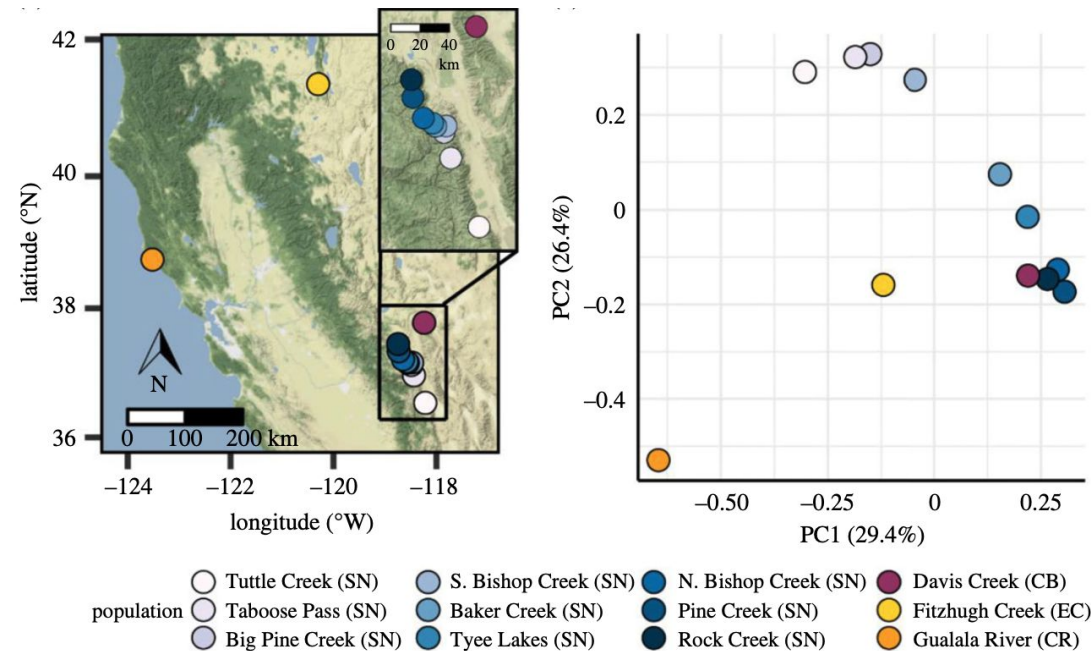 42
40
38
36
latitude (°N)
0 20 40
km
N
0 100 200 km
–124 –122 –120 –118
longitude (°W)
0.2
0
–0.2
–0.4
PC2 (26.4%)
–0.50 –0.25 0 0.25
PC1 (29.4%)
population
Tuttle Creek (SN) S. Bishop Creek (SN) N. Bishop Creek (SN) Davis Creek (CB)
Taboose Pass (SN) Baker Creek (SN) Pine Creek (SN) Fitzhugh Creek (EC)
Big Pine Creek (SN) Tyee Lakes (SN) Rock Creek (SN) Gualala River (CR)